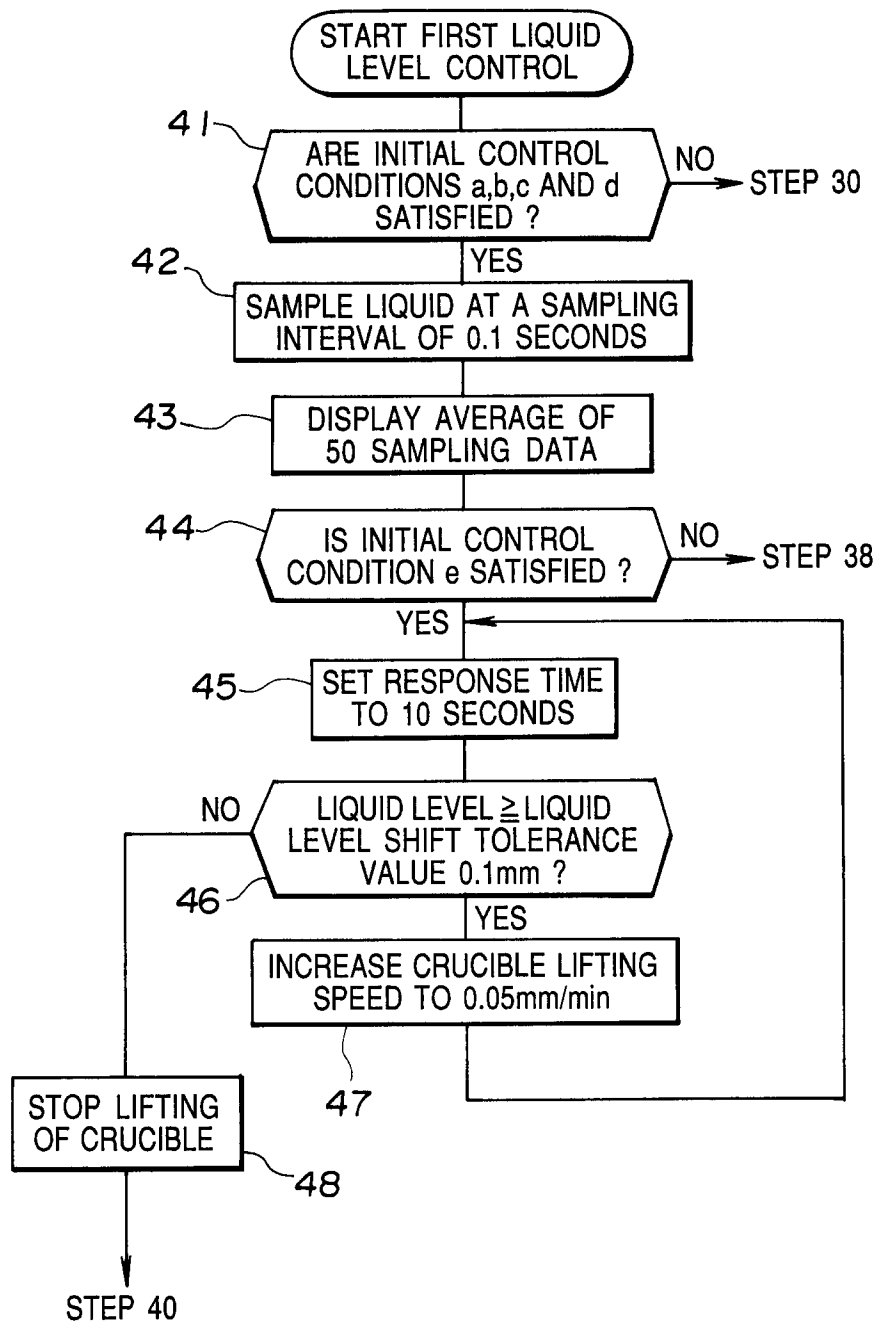 START FIRST LIQUID
LEVEL CONTROL
41
ARE INITIAL CONTROL
CONDITIONS a,b,c AND d
SATISFIED ?
NO
STEP 30
YES
42
SAMPLE LIQUID AT A SAMPLING
INTERVAL OF 0.1 SECONDS
43
DISPLAY AVERAGE OF
50 SAMPLING DATA
44
IS INITIAL CONTROL
CONDITION e SATISFIED ?
NO
STEP 38
YES
45
SET RESPONSE TIME
TO 10 SECONDS
NO
LIQUID LEVEL ≧ LIQUID
LEVEL SHIFT TOLERANCE
VALUE 0.1mm ?
46
YES
INCREASE CRUCIBLE LIFTING
SPEED TO 0.05mm/min
47
STOP LIFTING
OF CRUCIBLE
48
STEP 40